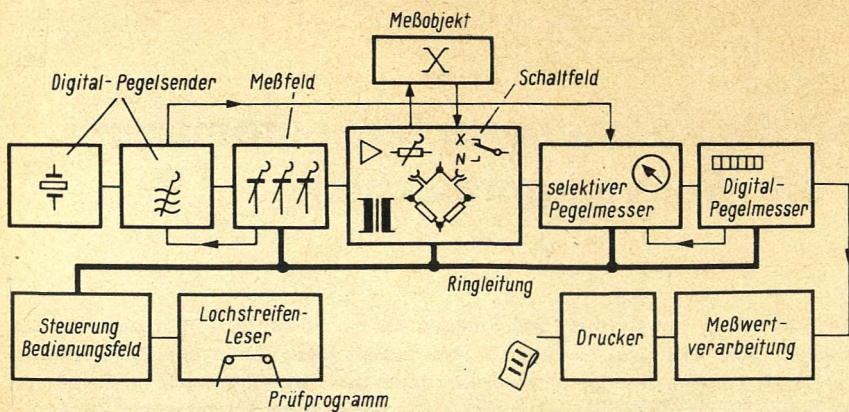 Meßobjekt
Digital-Pegelsender
Meßfeld
Schaltfeld
X
N
selektiver
Pegelmesser
Digital-
Pegelmesser
Ringleitung
Steuerung
Bedienungsfeld
Lochstreifen-
Leser
Prüfprogramm
Drucker
Meßwert-
verarbeitung